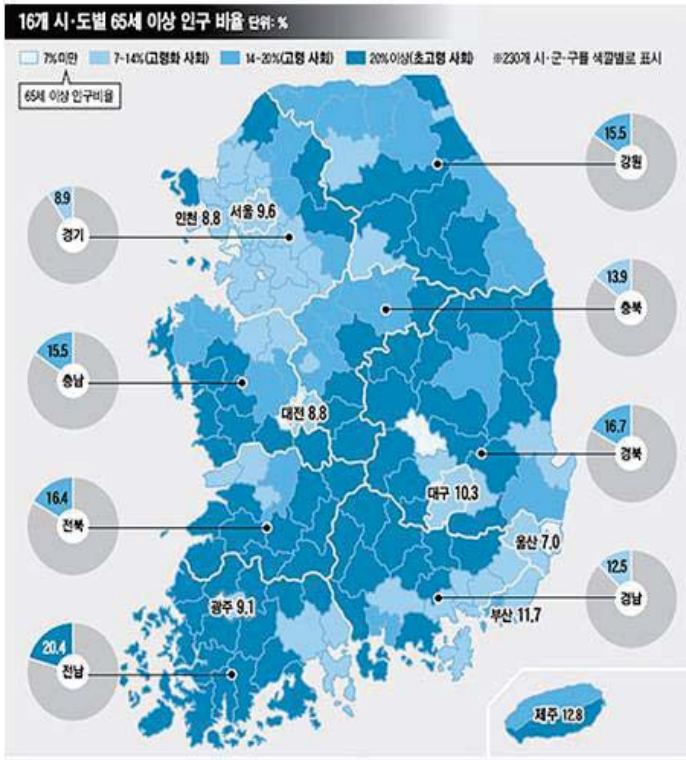 16개 시·도별 65세 이상 인구 비율 단위: %
7%미만 7~14%(고령화 사회) 14~20%(고령 사회) 20%이상(초고령 사회) ※230개 시·군·구를 색깔별로 표시
65세 이상 인구비율
15.5
강원
8.9
경기
인천 8.8
서울 9.6
13.9
충북
15.5
충남
대전 8.8
16.7
경북
16.4
전북
대구 10.3
울산 7.0
12.5
경남
광주 9.1
부산 11.7
20.4
전남
제주 12.8